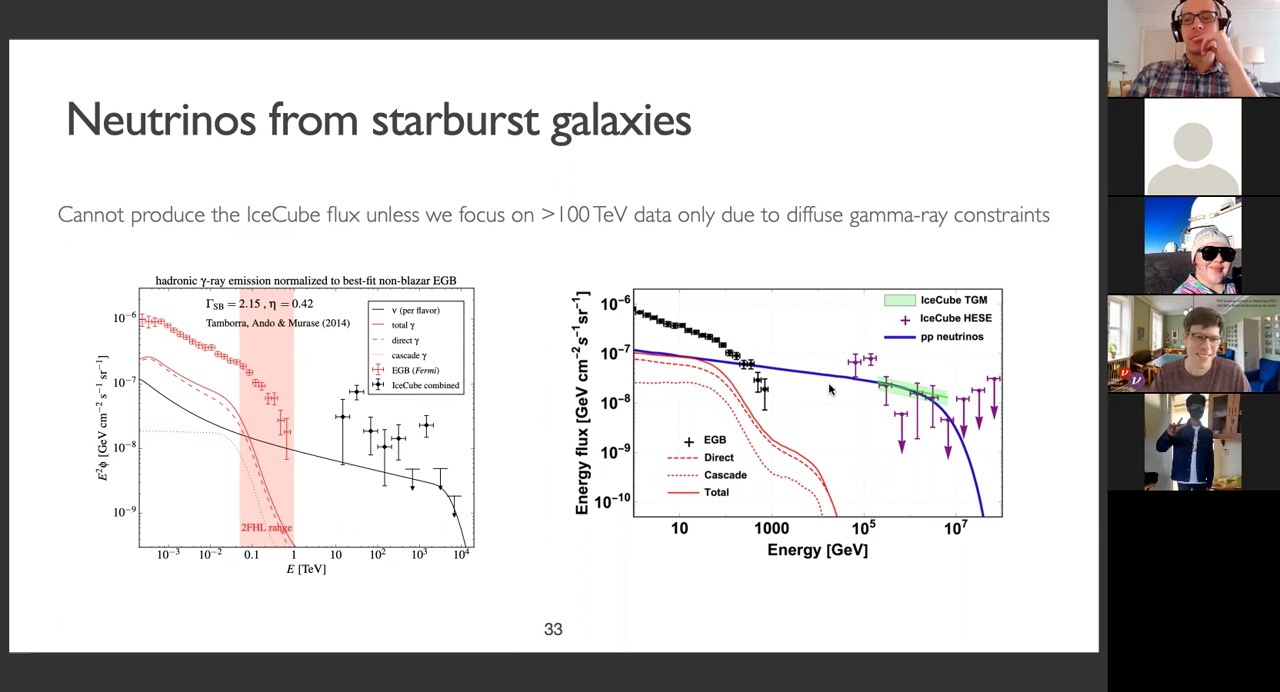 Neutrinos from starburst galaxies
Cannot produce the IceCube flux unless we focus on >100 TeV data only due to diffuse gamma-ray constraints
hadronic γ-ray emission normalized to best-fit non-blazar EGB
Γ_SB = 2.15 , η = 0.42
Tamborra, Ando & Murase (2014)
ν (per flavor)
total γ
direct γ
cascade γ
EGB (Fermi)
IceCube combined
2FHL range
10⁻⁶
10⁻⁷
10⁻⁸
10⁻⁹
E²ϕ [GeV cm⁻² s⁻¹ sr⁻¹]
10⁻³ 10⁻² 0.1 1 10 10² 10³ 10⁴
E [TeV]
IceCube TGM
IceCube HESE
pp neutrinos
EGB
Direct
Cascade
Total
10⁻⁶
10⁻⁷
10⁻⁸
10⁻⁹
10⁻¹⁰
Energy flux [GeV cm⁻² s⁻¹ sr⁻¹]
10 1000 10⁵ 10⁷
Energy [GeV]
33